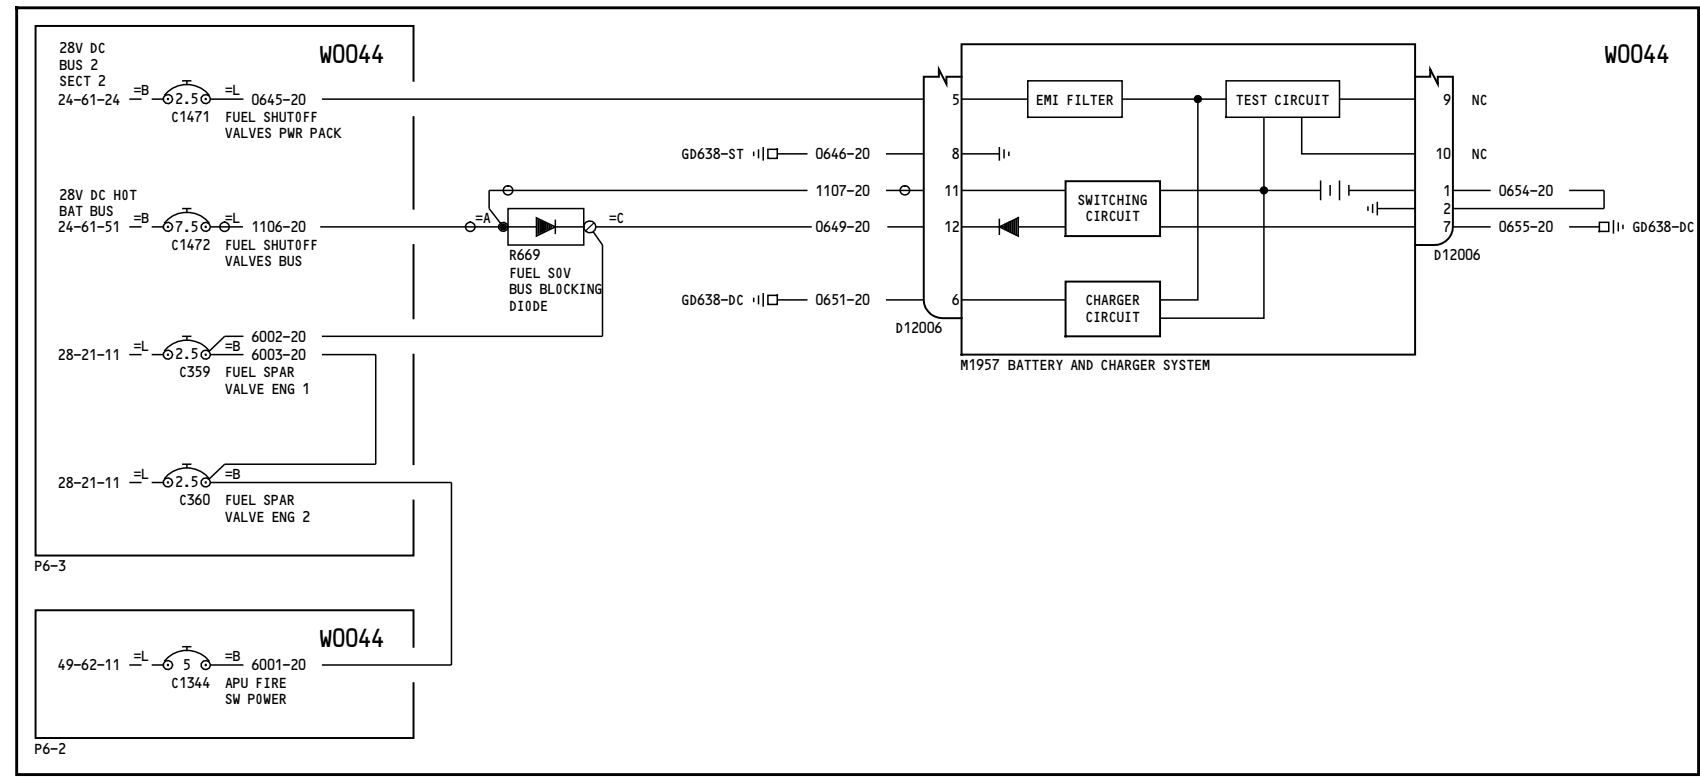 W0044
28V DC
BUS 2
SECT 2
24-61-24 =B 2.5 =L 0645-20
C1471 FUEL SHUTOFF
VALVES PWR PACK
28V DC HOT
BAT BUS
24-61-51 =B 7.5 =L 1106-20
C1472 FUEL SHUTOFF
VALVES BUS
6002-20
28-21-11 =L 2.5 =B 6003-20
C359 FUEL SPAR
VALVE ENG 1
28-21-11 =L 2.5 =B
C360 FUEL SPAR
VALVE ENG 2
P6-3
W0044
49-62-11 =L 5 =B 6001-20
C1344 APU FIRE
SW POWER
P6-2
=A =C
R669
FUEL SOV
BUS BLOCKING
DIODE
GD638-ST 0646-20
1107-20
0649-20
GD638-DC 0651-20
5
8
11
12
6
D12006
EMI FILTER
TEST CIRCUIT
SWITCHING
CIRCUIT
CHARGER
CIRCUIT
M1957 BATTERY AND CHARGER SYSTEM
W0044
9 NC
10 NC
1 0654-20
2
7 0655-20 GD638-DC
D12006